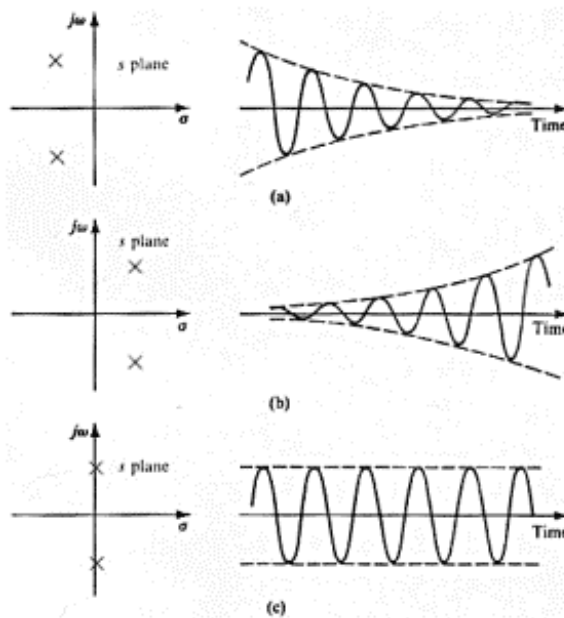 jω
s plane
σ
Time
(a)
jω
s plane
σ
Time
(b)
jω
s plane
σ
Time
(c)